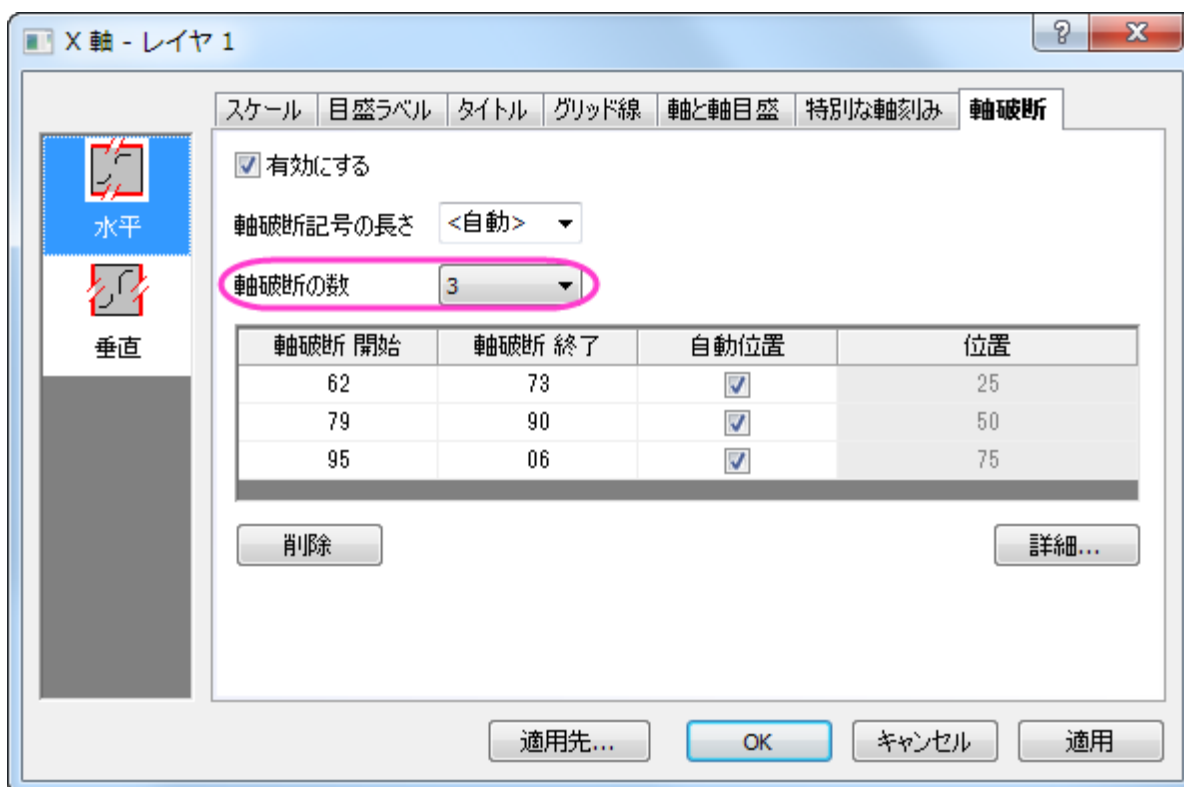 X 軸 - レイヤ 1
スケール 目盛ラベル タイトル グリッド線 軸と軸目盛 特別な軸刻み 軸破断
水平
垂直
有効にする
軸破断記号の長さ <自動>
軸破断の数 3
軸破断 開始 軸破断 終了 自動位置 位置
62 73 25
79 90 50
95 06 75
削除 詳細...
適用先... OK キャンセル 適用